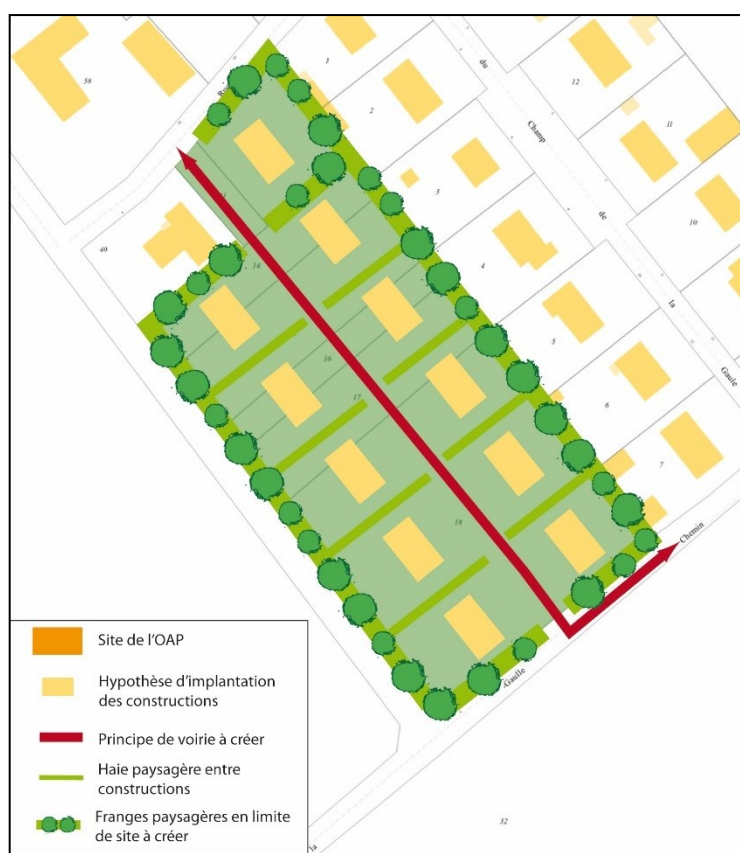 58
1
du
12
2
Champ
11
3
de
10
40
14
4
la
16
5
Gaule
17
6
7
18
Chemin
Gaulle
la
32
Site de l'OAP
Hypothèse d'implantation
des constructions
Principe de voirie à créer
Haie paysagère entre
constructions
Franges paysagères en limite
de site à créer